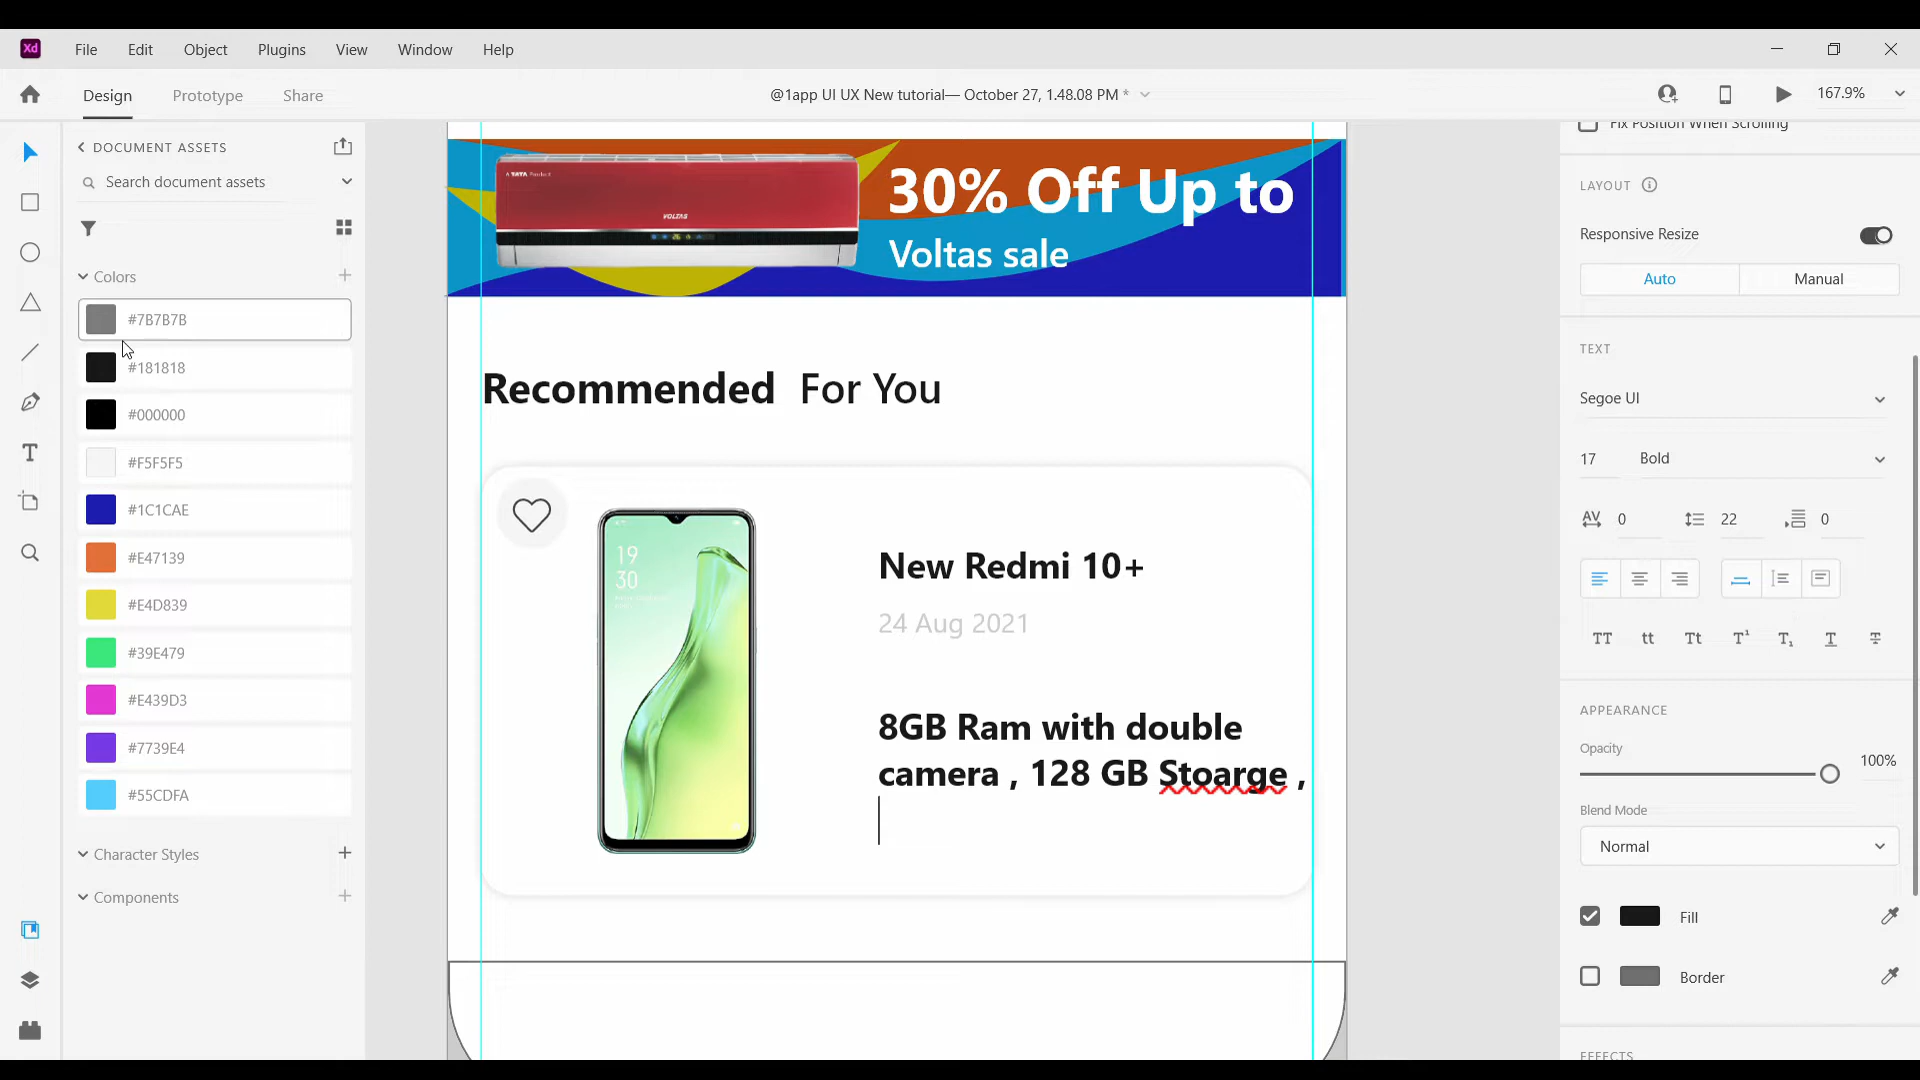 Xd File Edit Object Plugins View Window Help
Design Prototype Share @1app UI UX New tutorial— October 27, 1.48.08 PM * 167.9%
DOCUMENT ASSETS
Search document assets
Colors
#7B7B7B
#181818
#000000
#F5F5F5
#1C1CAE
#E47139
#E4D839
#39E479
#E439D3
#7739E4
#55CDFA
Character Styles
Components
A TATA Product
VOLTAS
30% Off Up to
Voltas sale
Recommended For You
19
30
New Redmi 10+
24 Aug 2021
8GB Ram with double
camera , 128 GB Stoarge ,
Fix Position When Scrolling
LAYOUT
Responsive Resize
Auto Manual
TEXT
Segoe UI
17 Bold
AV 0 22 0
TT tt Tt T¹ T₁ T T
APPEARANCE
Opacity
100%
Blend Mode
Normal
Fill
Border
EFFECTS